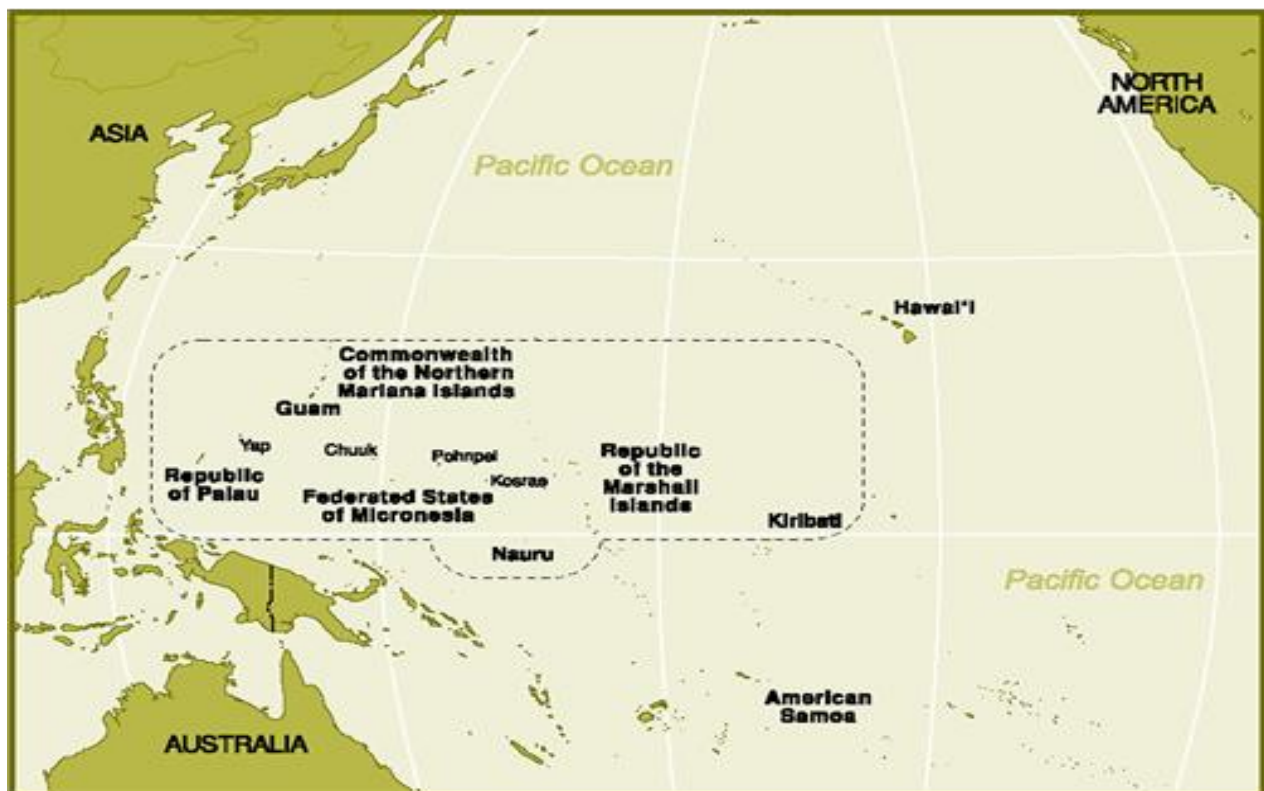 NORTH
AMERICA
ASIA
Pacific Ocean
Hawai'i
Commonwealth
of the Northern
Mariana Islands
Guam
Yap
Chuuk
Pohnpei
Kosrae
Republic
of Palau
Federated States
of Micronesia
Republic
of the
Marshall
Islands
Kiribati
Nauru
Pacific Ocean
American
Samoa
AUSTRALIA